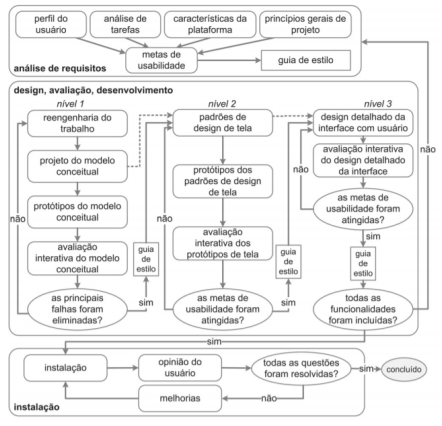 perfil do
usuário
análise de
tarefas
características da
plataforma
princípios gerais de
projeto
metas de
usabilidade
guia de estilo
análise de requisitos
não
design, avaliação, desenvolvimento
nível 1
reengenharia do
trabalho
projeto do modelo
conceitual
protótipos do modelo
conceitual
não
avaliação
interativa do modelo
conceitual
as principais
falhas foram
eliminadas?
sim
guia
de
estilo
nível 2
padrões de
design de tela
protótipos dos
padrões de design
de tela
não
avaliação
interativa dos
protótipos de tela
as metas de
usabilidade foram
atingidas?
sim
guia
de
estilo
nível 3
design detalhado da
interface com usuário
avaliação interativa
do design detalhado
da interface
não
as metas de
usabilidade foram
atingidas?
sim
guia
de
estilo
todas as
funcionalidades
foram incluídas?
sim
instalação
opinião do
usuário
todas as questões
foram resolvidas?
sim
concluído
melhorias
não
instalação